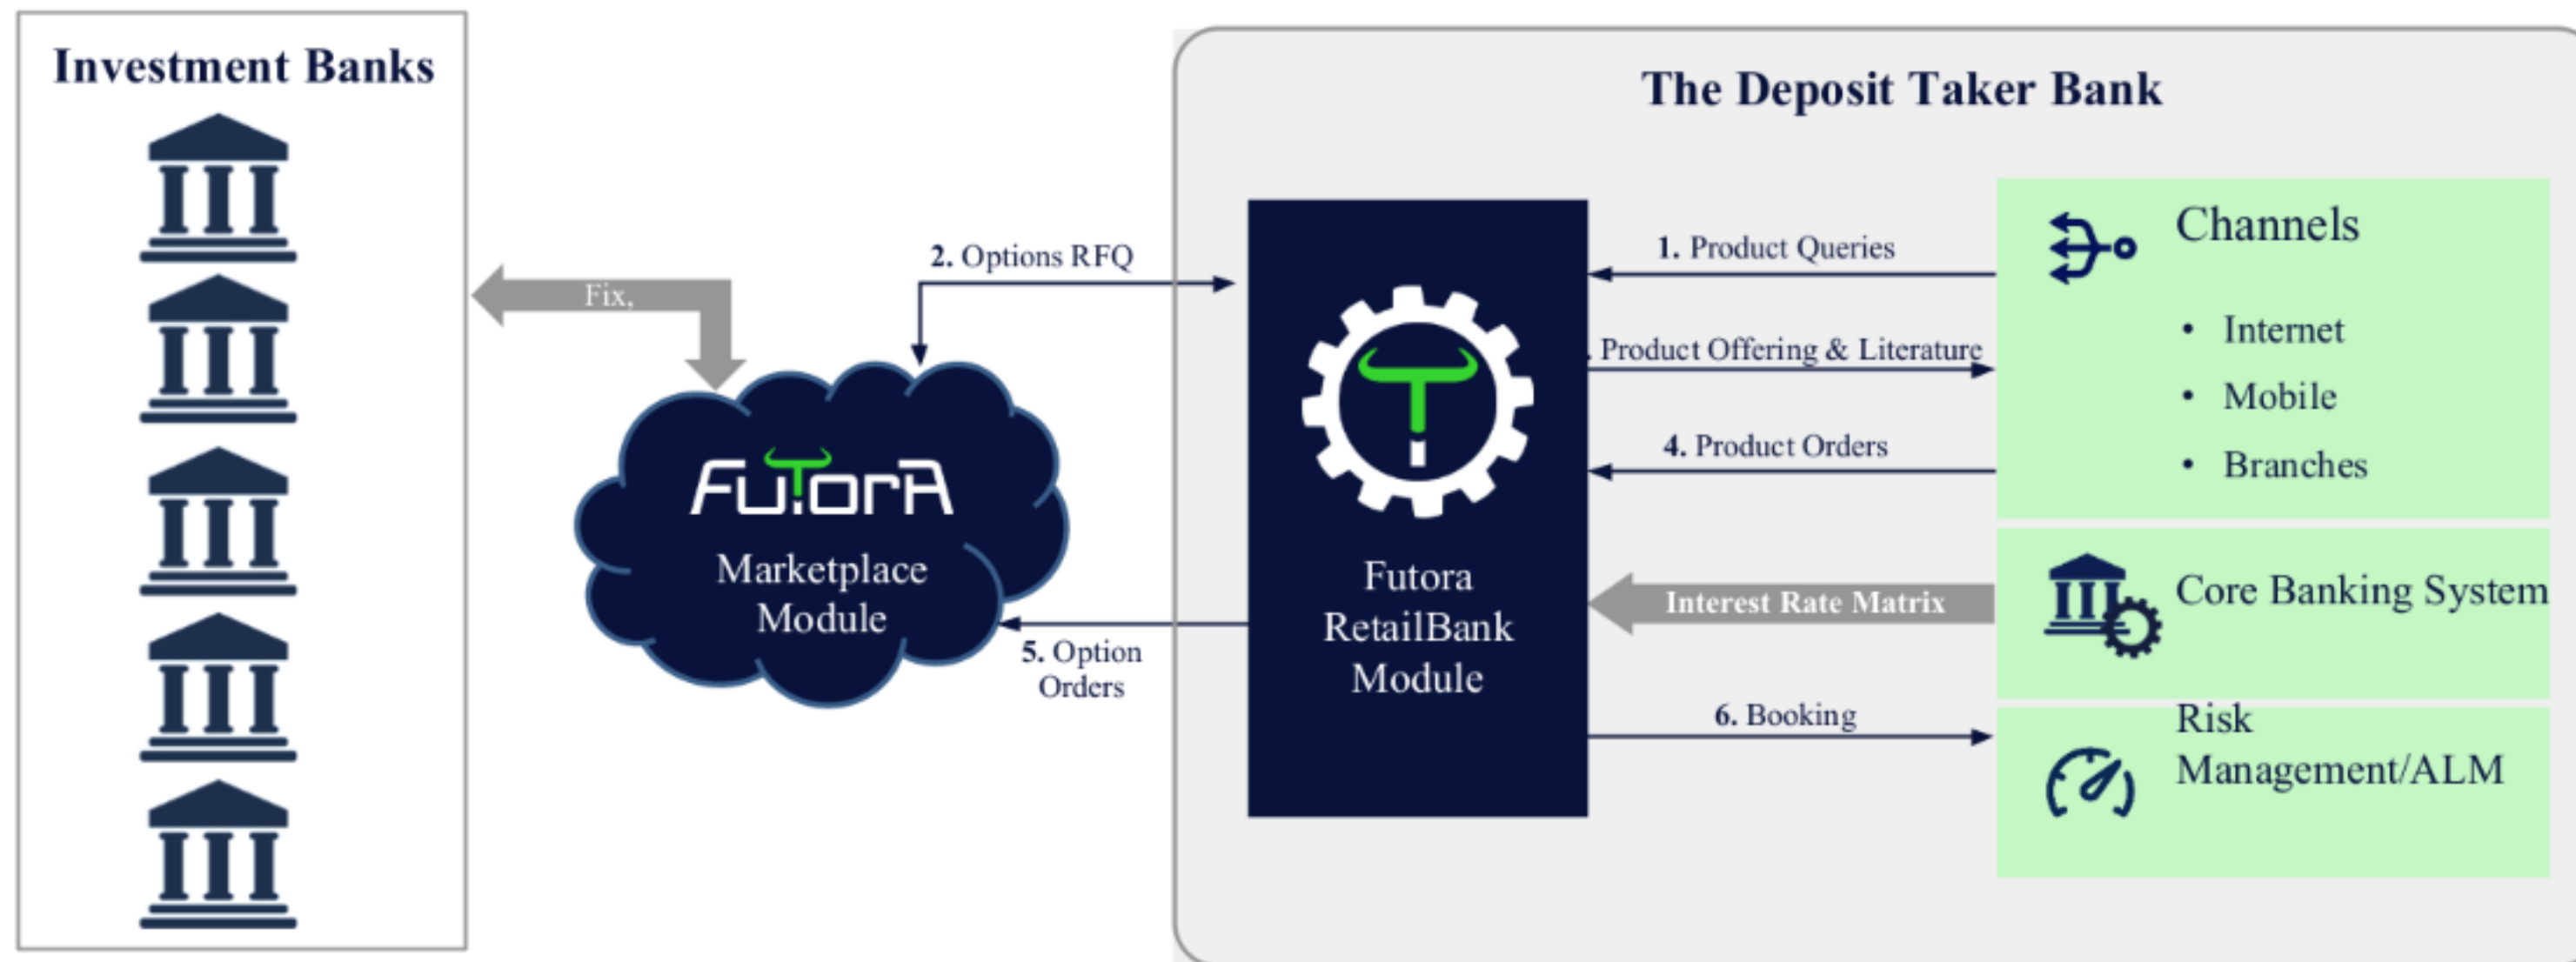 Investment Banks
The Deposit Taker Bank
Fix,
2. Options RFQ
FuTorA
Marketplace
Module
5. Option
Orders
Futora
RetailBank
Module
1. Product Queries
. Product Offering & Literature
4. Product Orders
Interest Rate Matrix
6. Booking
Channels
• Internet
• Mobile
• Branches
Core Banking System
Risk
Management/ALM